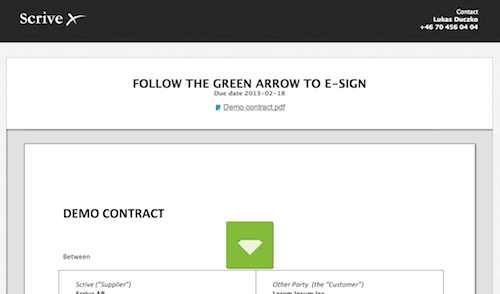 Scrive
Contact
Lukas Duczko
+46 70 456 04 04
FOLLOW THE GREEN ARROW TO E-SIGN
Due date 2013-02-18
Demo contract.pdf
DEMO CONTRACT
Between
Scrive ("Supplier")
Other Party (the "Customer")
Scrive AB
Lorem Ipsum Inc